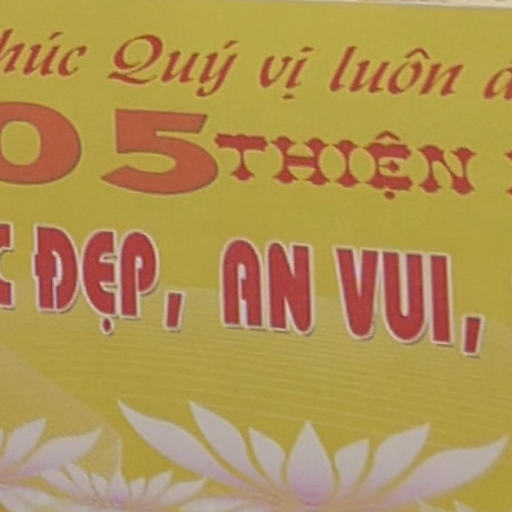 húc Quý vị luôn đ
05 THIỆN
C ĐẸP, AN VUI,